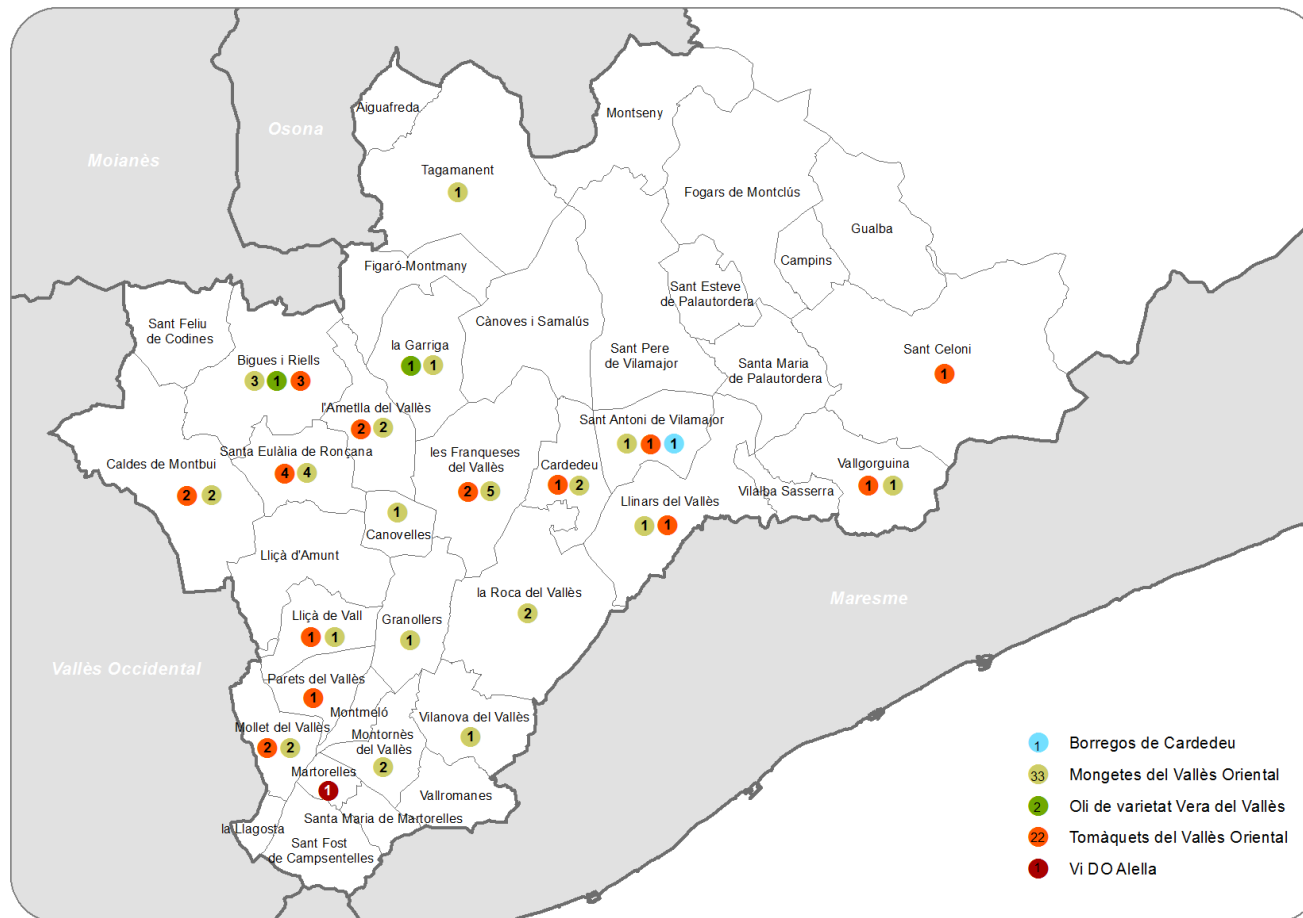 Aiguafreda
Montseny
Osona
Moianès
Tagamanent
1
Fogars de Montclús
Gualba
Figaró-Montmany
Campins
Sant Esteve
de Palautordera
Sant Feliu
de Codines
Cànoves i Samalús
la Garriga
1 1
Bigues i Riells
3 1 3
Sant Pere
de Vilamajor
Santa Maria
de Palautordera
Sant Celoni
1
l'Ametlla del Vallès
2 2
Sant Antoni de Vilamajor
1 1 1
Santa Eulàlia de Ronçana
4 4
les Franqueses
del Vallès
2 5
Cardedeu
1 2
Caldes de Montbui
2 2
Vallgorguina
1 1
Vilalba Sasserra
Llinars del Vallès
1 1
1
Canovelles
Lliçà d'Amunt
la Roca del Vallès
2
Maresme
Lliçà de Vall
1 1
Granollers
1
Vallès Occidental
Parets del Vallès
1
Montmeló
Vilanova del Vallès
1
Mollet del Vallès
2 2
Montornès
del Vallès
2
Martorelles
1
Vallromanes
Santa Maria de Martorelles
la Llagosta
Sant Fost
de Campsentelles
1 Borregos de Cardedeu
33 Mongetes del Vallès Oriental
2 Oli de varietat Vera del Vallès
22 Tomàquets del Vallès Oriental
1 Vi DO Alella